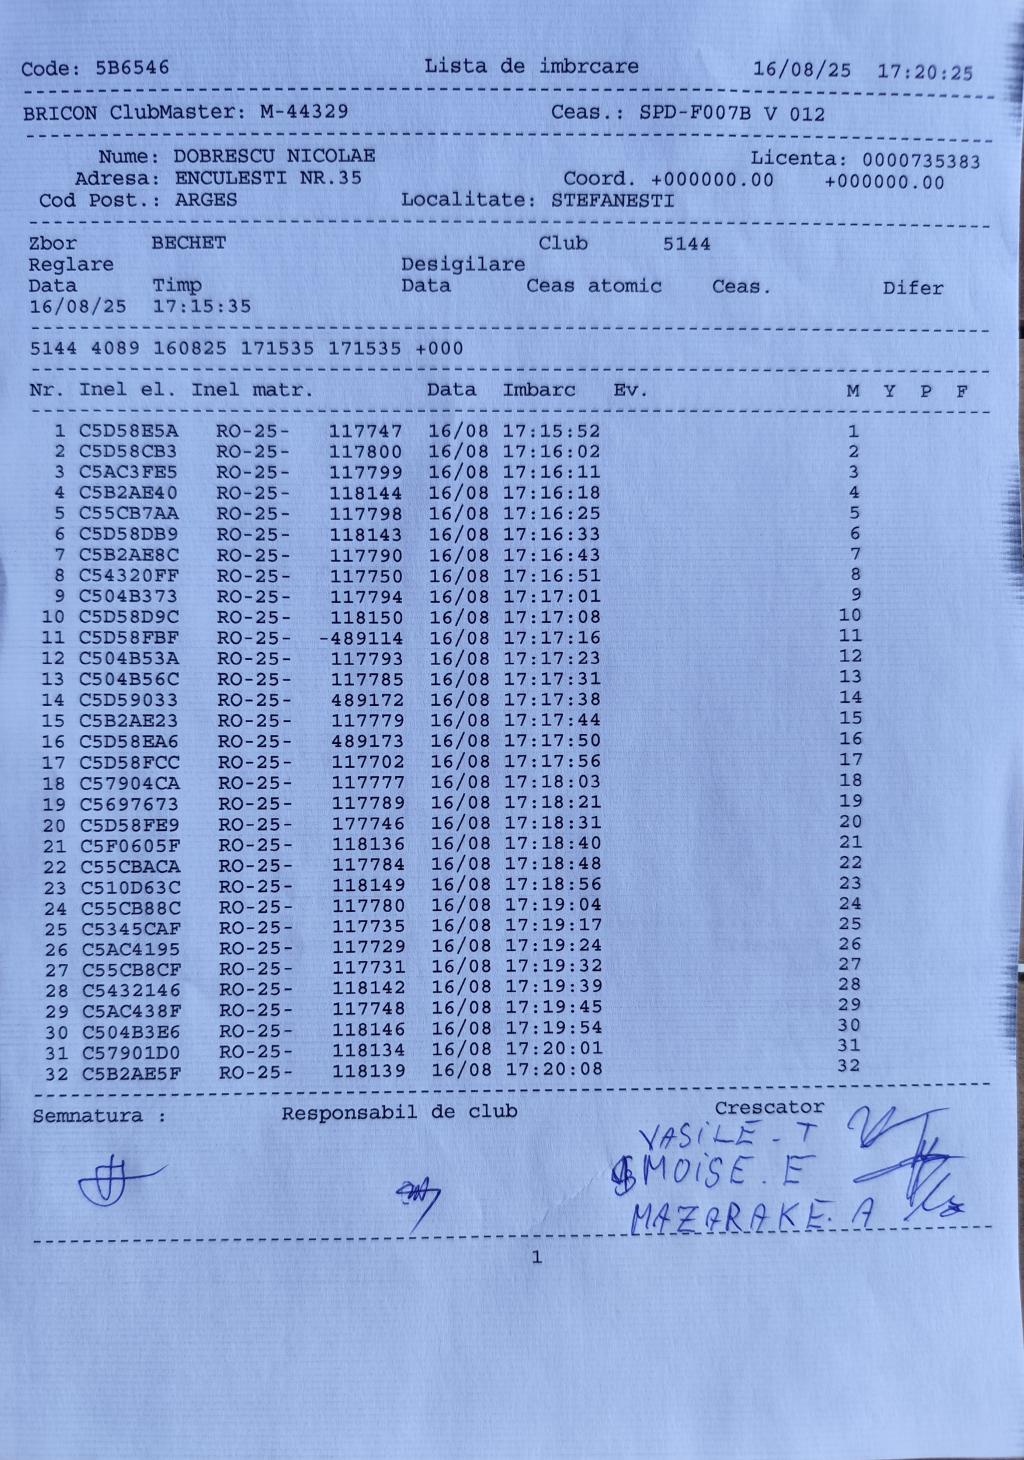 Code: 5B6546 Lista de imbrcare 16/08/25 17:20:25
BRICON ClubMaster: M-44329 Ceas.: SPD-F007B V 012
Nume: DOBRESCU NICOLAE Licenta: 0000735383
Adresa: ENCULESTI NR.35 Coord. +000000.00 +000000.00
Cod Post.: ARGES Localitate: STEFANESTI
Zbor BECHET Club 5144
Reglare Desigilare
Data Timp Data Ceas atomic Ceas. Difer
16/08/25 17:15:35
5144 4089 160825 171535 171535 +000
Nr. Inel el. Inel matr. Data Imbarc Ev. M Y P F
1 C5D58E5A RO-25- 117747 16/08 17:15:52 1
2 C5D58CB3 RO-25- 117800 16/08 17:16:02 2
3 C5AC3FE5 RO-25- 117799 16/08 17:16:11 3
4 C5B2AE40 RO-25- 118144 16/08 17:16:18 4
5 C55CB7AA RO-25- 117798 16/08 17:16:25 5
6 C5D58DB9 RO-25- 118143 16/08 17:16:33 6
7 C5B2AE8C RO-25- 117790 16/08 17:16:43 7
8 C54320FF RO-25- 117750 16/08 17:16:51 8
9 C504B373 RO-25- 117794 16/08 17:17:01 9
10 C5D58D9C RO-25- 118150 16/08 17:17:08 10
11 C5D58FBF RO-25- -489114 16/08 17:17:16 11
12 C504B53A RO-25- 117793 16/08 17:17:23 12
13 C504B56C RO-25- 117785 16/08 17:17:31 13
14 C5D59033 RO-25- 489172 16/08 17:17:38 14
15 C5B2AE23 RO-25- 117779 16/08 17:17:44 15
16 C5D58EA6 RO-25- 489173 16/08 17:17:50 16
17 C5D58FCC RO-25- 117702 16/08 17:17:56 17
18 C57904CA RO-25- 117777 16/08 17:18:03 18
19 C5697673 RO-25- 117789 16/08 17:18:21 19
20 C5D58FE9 RO-25- 177746 16/08 17:18:31 20
21 C5F0605F RO-25- 118136 16/08 17:18:40 21
22 C55CBACA RO-25- 117784 16/08 17:18:48 22
23 C510D63C RO-25- 118149 16/08 17:18:56 23
24 C55CB88C RO-25- 117780 16/08 17:19:04 24
25 C5345CAF RO-25- 117735 16/08 17:19:17 25
26 C5AC4195 RO-25- 117729 16/08 17:19:24 26
27 C55CB8CF RO-25- 117731 16/08 17:19:32 27
28 C5432146 RO-25- 118142 16/08 17:19:39 28
29 C5AC438F RO-25- 117748 16/08 17:19:45 29
30 C504B3E6 RO-25- 118146 16/08 17:19:54 30
31 C57901D0 RO-25- 118134 16/08 17:20:01 31
32 C5B2AE5F RO-25- 118139 16/08 17:20:08 32
Semnatura : Responsabil de club Crescator
VASILE - T
MOISE . E
MAZARAKE. A
1